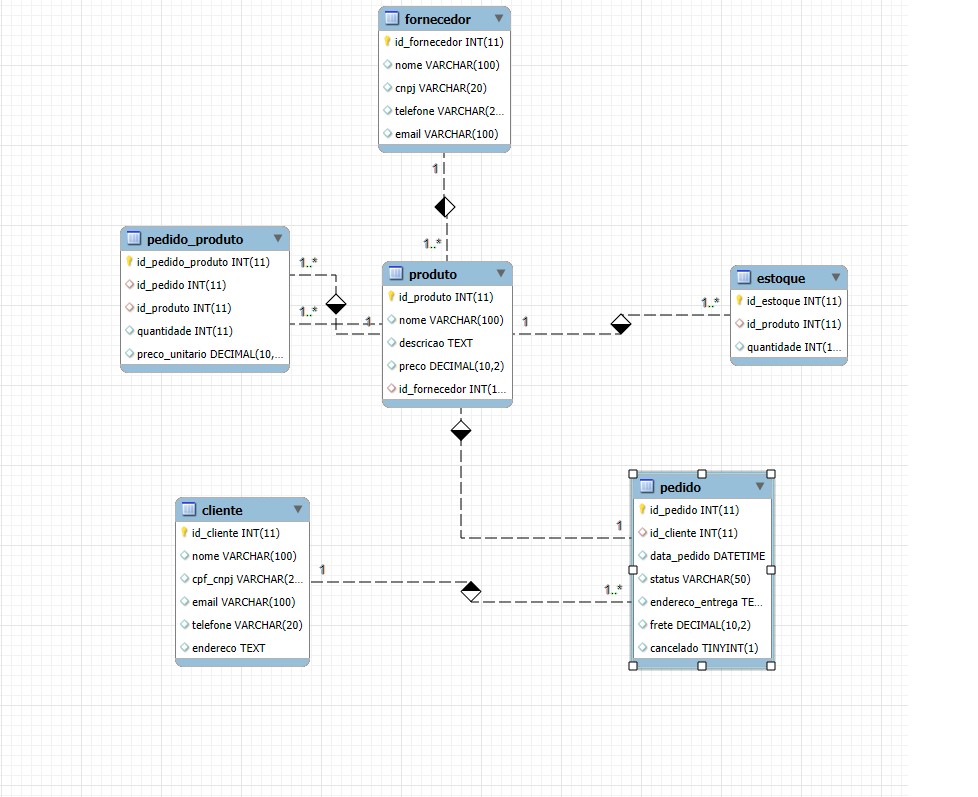 fornecedor
id_fornecedor INT(11)
nome VARCHAR(100)
cnpj VARCHAR(20)
telefone VARCHAR(2...
email VARCHAR(100)
1
1..*
pedido_produto
id_pedido_produto INT(11)
id_pedido INT(11)
id_produto INT(11)
quantidade INT(11)
preco_unitario DECIMAL(10,...
1..*
1..*
1
produto
id_produto INT(11)
nome VARCHAR(100)
descricao TEXT
preco DECIMAL(10,2)
id_fornecedor INT(1...
1
1..*
estoque
id_estoque INT(11)
id_produto INT(11)
quantidade INT(1...
cliente
id_cliente INT(11)
nome VARCHAR(100)
cpf_cnpj VARCHAR(2...
email VARCHAR(100)
telefone VARCHAR(20)
endereco TEXT
1
1
1..*
pedido
id_pedido INT(11)
id_cliente INT(11)
data_pedido DATETIME
status VARCHAR(50)
endereco_entrega TE...
frete DECIMAL(10,2)
cancelado TINYINT(1)